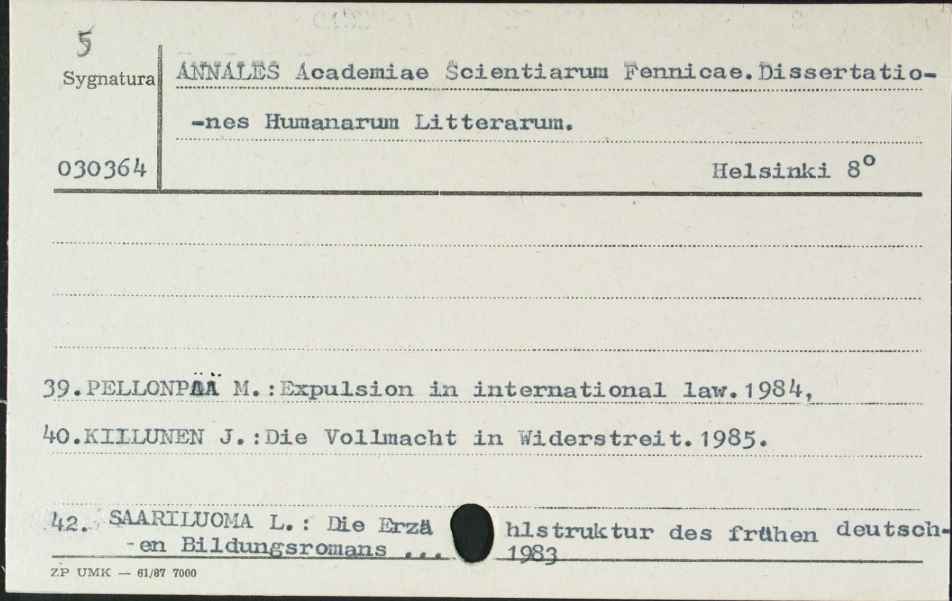 5
Sygnatura
ANNALES Academiae Scientiarum Fennicae.Dissertatio-
-nes Humanarum Litterarum.
030364
Helsinki 8°
39.PELLONPÄÄ M.:Expulsion in international law.1984,
40.KIILUNEN J.:Die Vollmacht in Widerstreit.1985.
42. SAARILUOMA L.: Die Erzä hlstruktur des frühen deutsch-
-en Bildungsromans ... 1983
ZP UMK — 61/87 7000